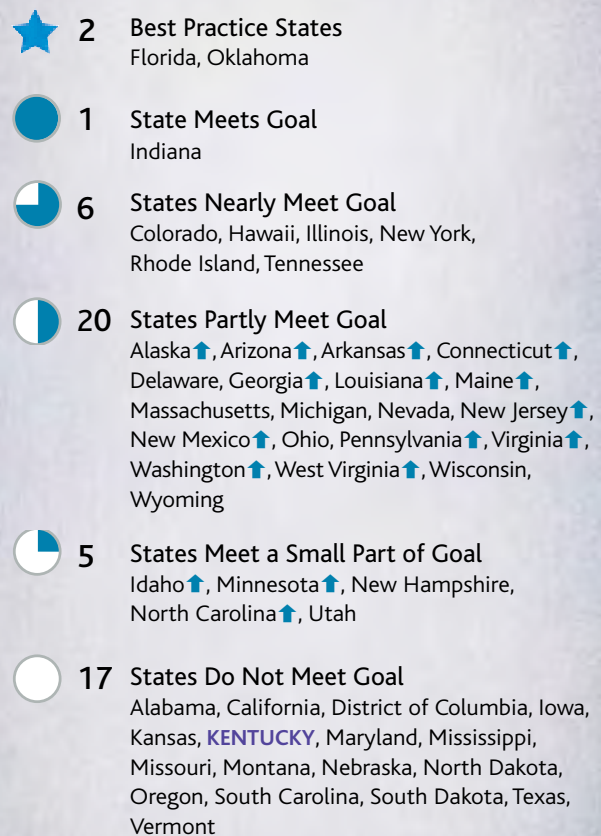 2 Best Practice States
Florida, Oklahoma
1 State Meets Goal
Indiana
6 States Nearly Meet Goal
Colorado, Hawaii, Illinois, New York,
Rhode Island, Tennessee
20 States Partly Meet Goal
Alaska⬆, Arizona⬆, Arkansas⬆, Connecticut⬆,
Delaware, Georgia⬆, Louisiana⬆, Maine⬆,
Massachusetts, Michigan, Nevada, New Jersey⬆,
New Mexico⬆, Ohio, Pennsylvania⬆, Virginia⬆,
Washington⬆, West Virginia⬆, Wisconsin,
Wyoming
5 States Meet a Small Part of Goal
Idaho⬆, Minnesota⬆, New Hampshire,
North Carolina⬆, Utah
17 States Do Not Meet Goal
Alabama, California, District of Columbia, Iowa,
Kansas, KENTUCKY, Maryland, Mississippi,
Missouri, Montana, Nebraska, North Dakota,
Oregon, South Carolina, South Dakota, Texas,
Vermont